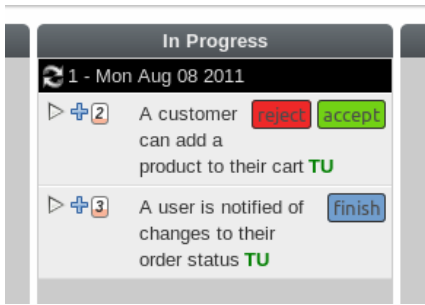 In Progress
1 - Mon Aug 08 2011
2 A customer reject accept
can add a
product to their cart TU
3 A user is notified of finish
changes to their
order status TU